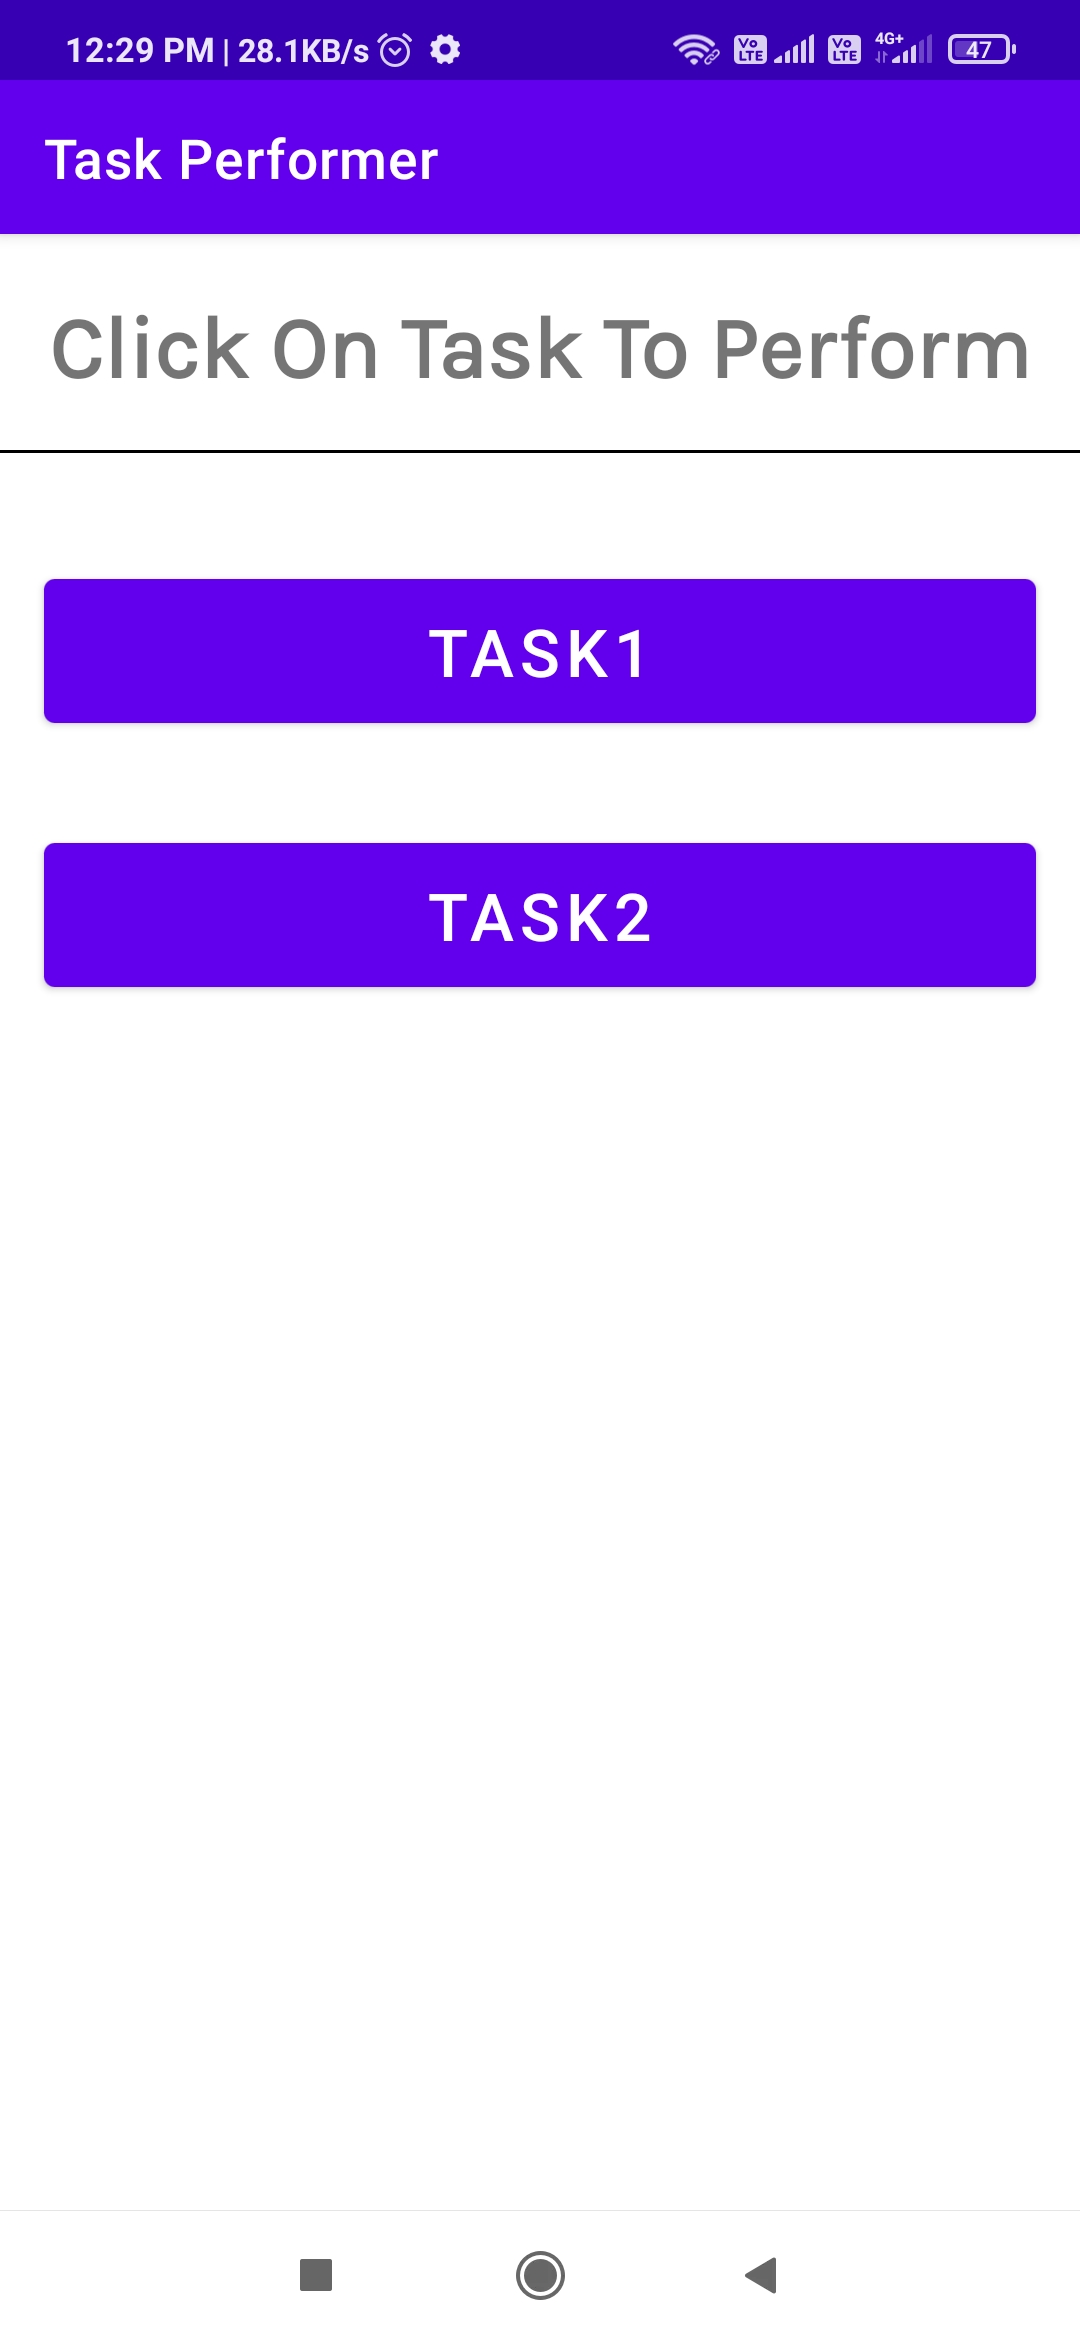 12:29 PM | 28.1KB/s Vo LTE Vo LTE 4G+ 47
Task Performer
Click On Task To Perform
TASK1
TASK2